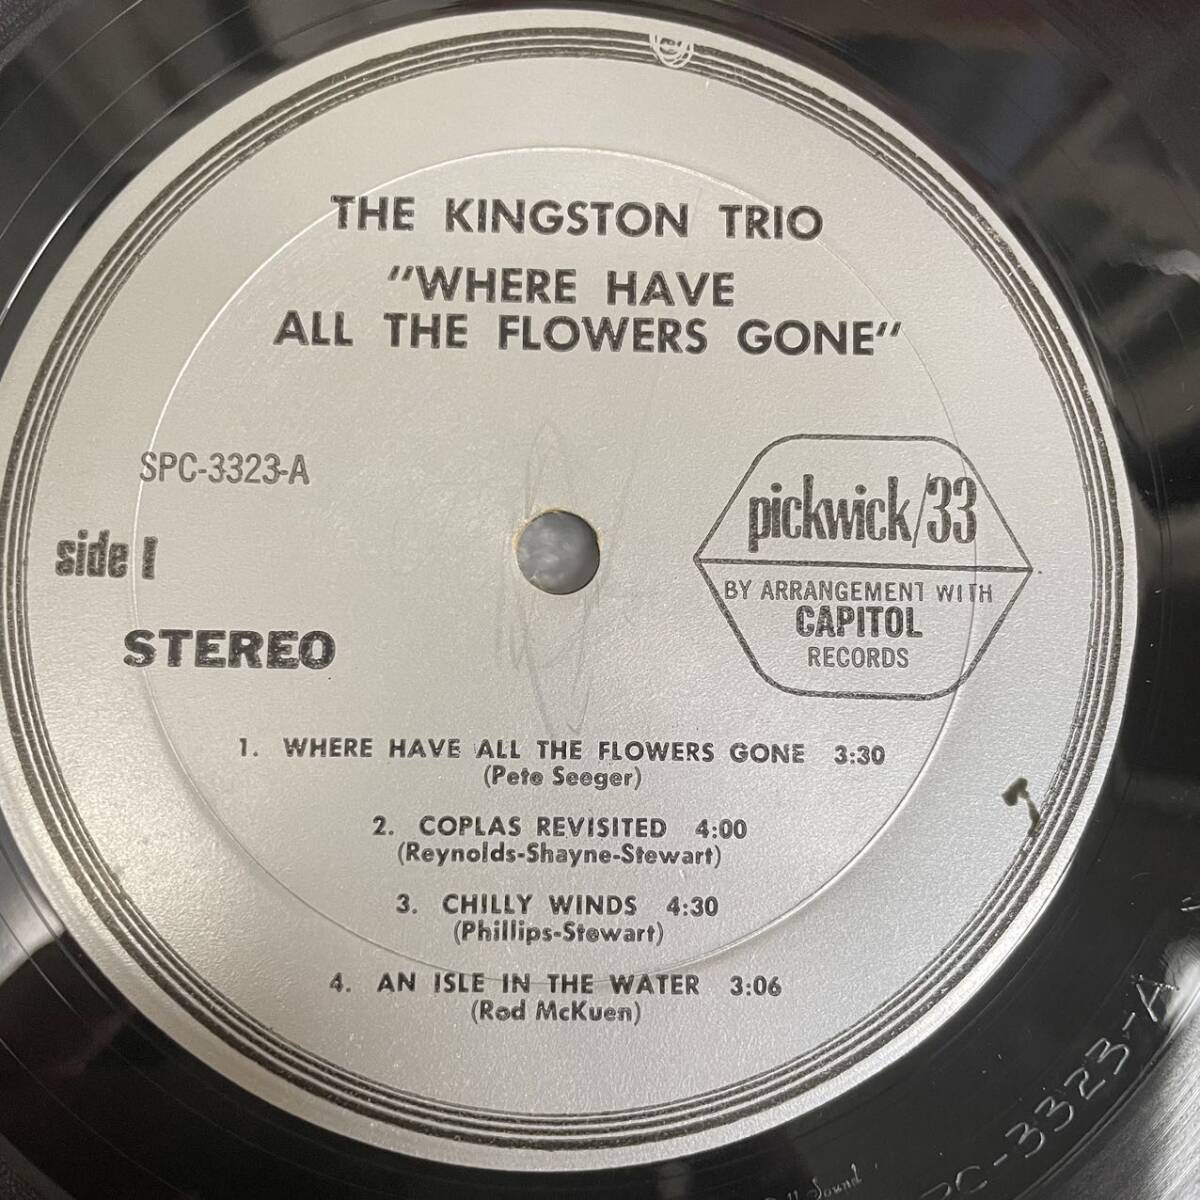 THE KINGSTON TRIO
"WHERE HAVE
ALL THE FLOWERS GONE"
SPC-3323-A
side 1
STEREO
pickwick/33
BY ARRANGEMENT WITH
CAPITOL
RECORDS
1. WHERE HAVE ALL THE FLOWERS GONE 3:30
(Pete Seeger)
2. COPLAS REVISITED 4:00
(Reynolds-Shayne-Stewart)
3. CHILLY WINDS 4:30
(Phillips-Stewart)
4. AN ISLE IN THE WATER 3:06
(Rod McKuen)
PC-3323-A
Sound